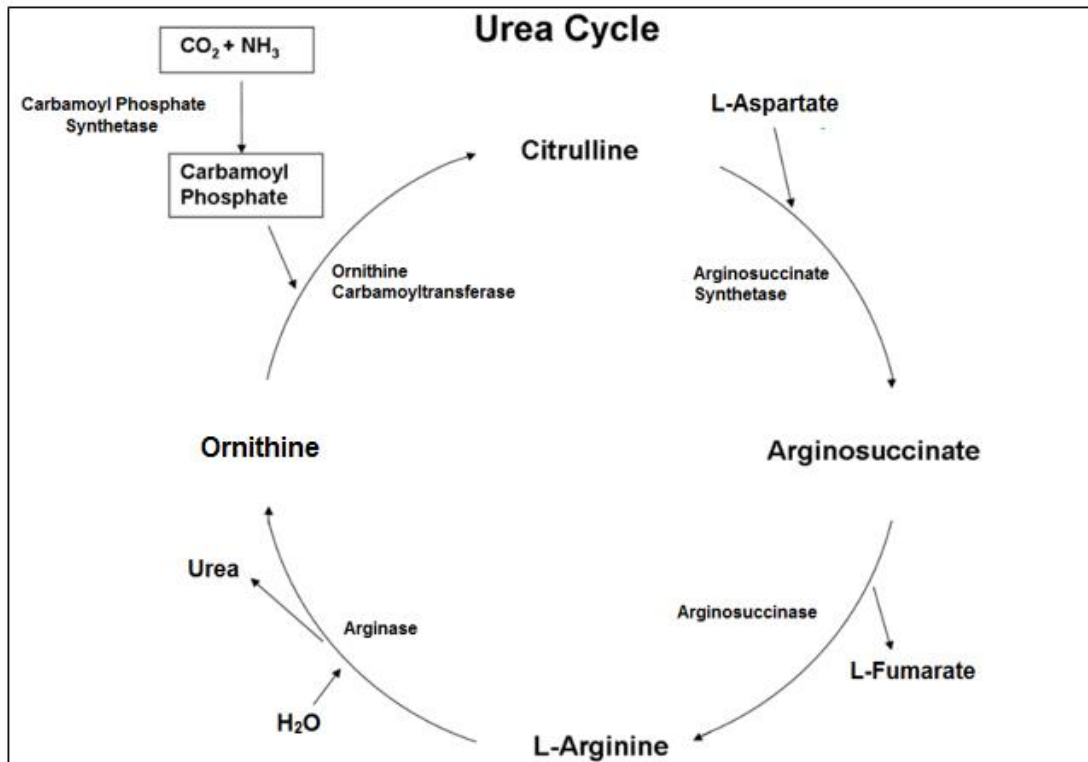 Urea Cycle
CO₂ + NH₃
Carbamoyl Phosphate
Synthetase
L-Aspartate
Citrulline
Carbamoyl
Phosphate
Ornithine
Carbamoyltransferase
Arginosuccinate
Synthetase
Ornithine
Arginosuccinate
Urea
Arginase
Arginosuccinase
L-Fumarate
H₂O
L-Arginine